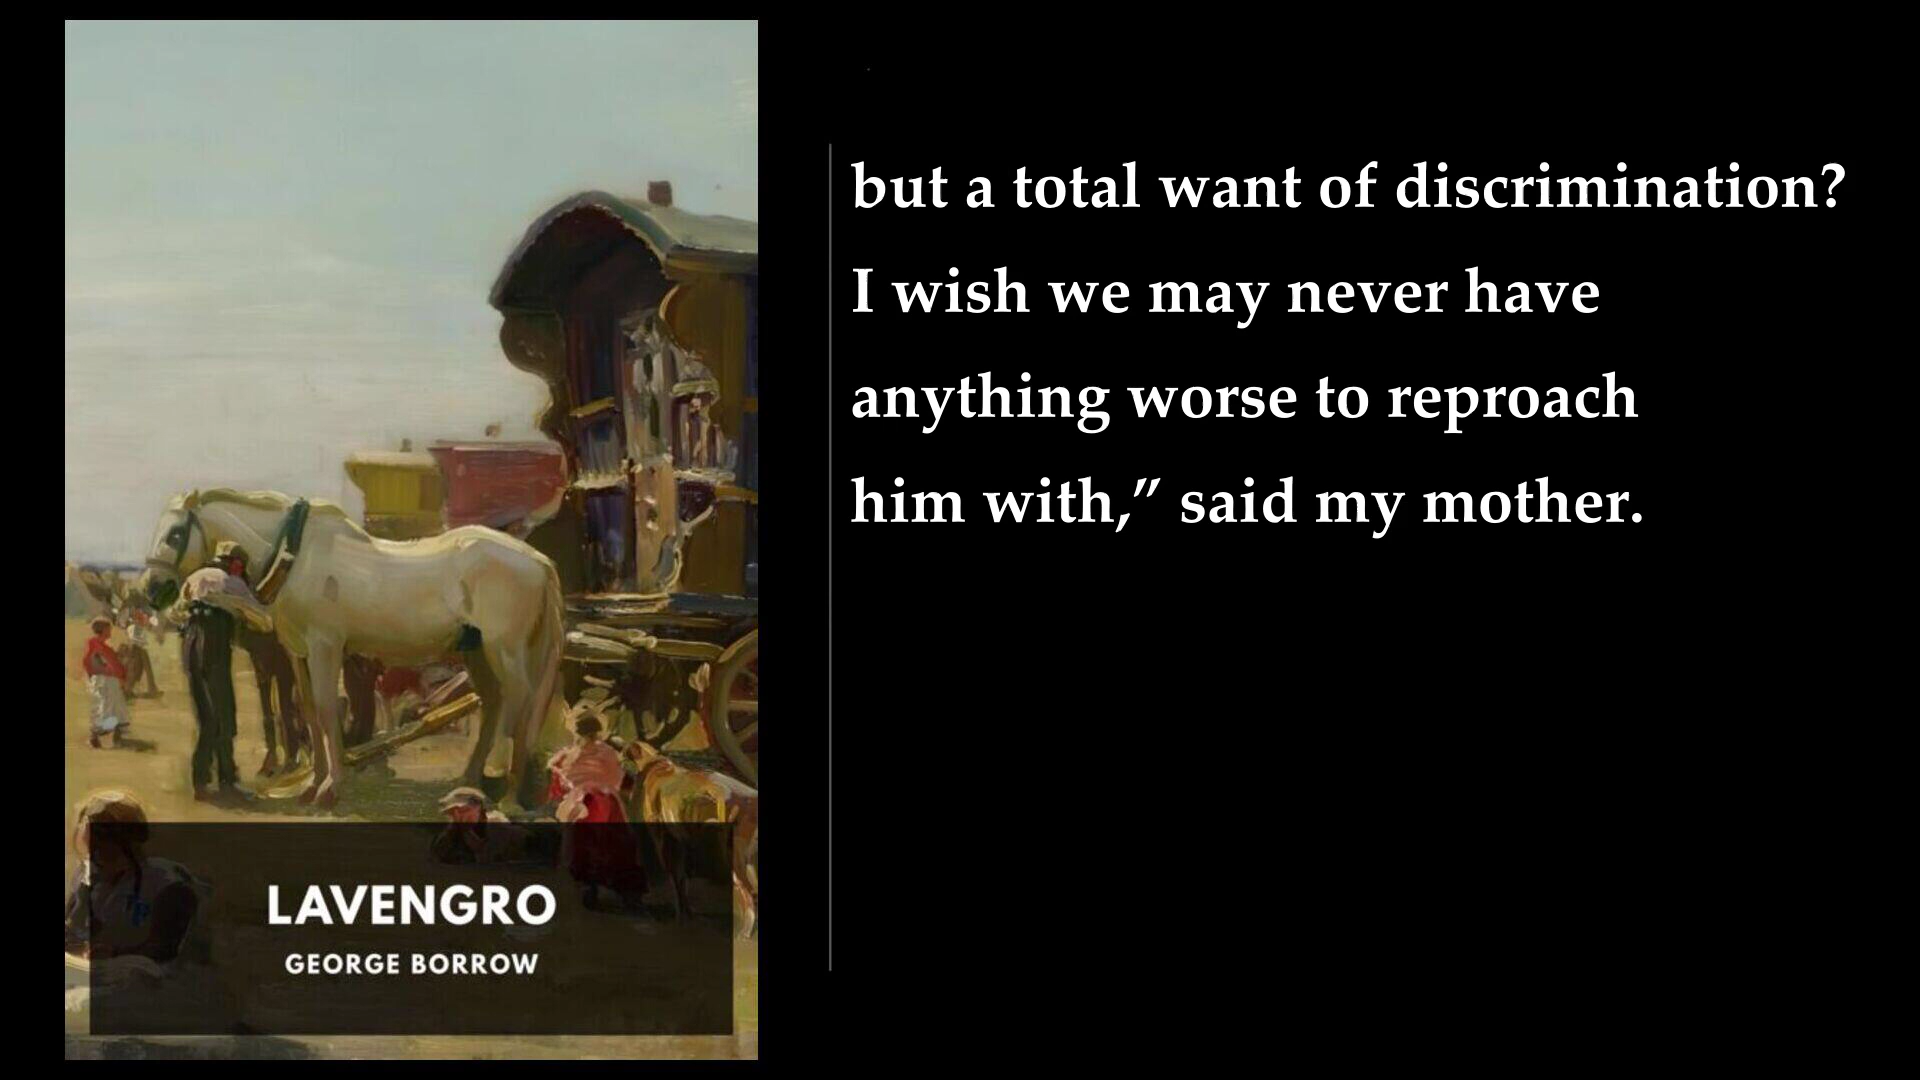 but a total want of discrimination?
I wish we may never have
anything worse to reproach
him with,” said my mother.
LAVENGRO
GEORGE BORROW